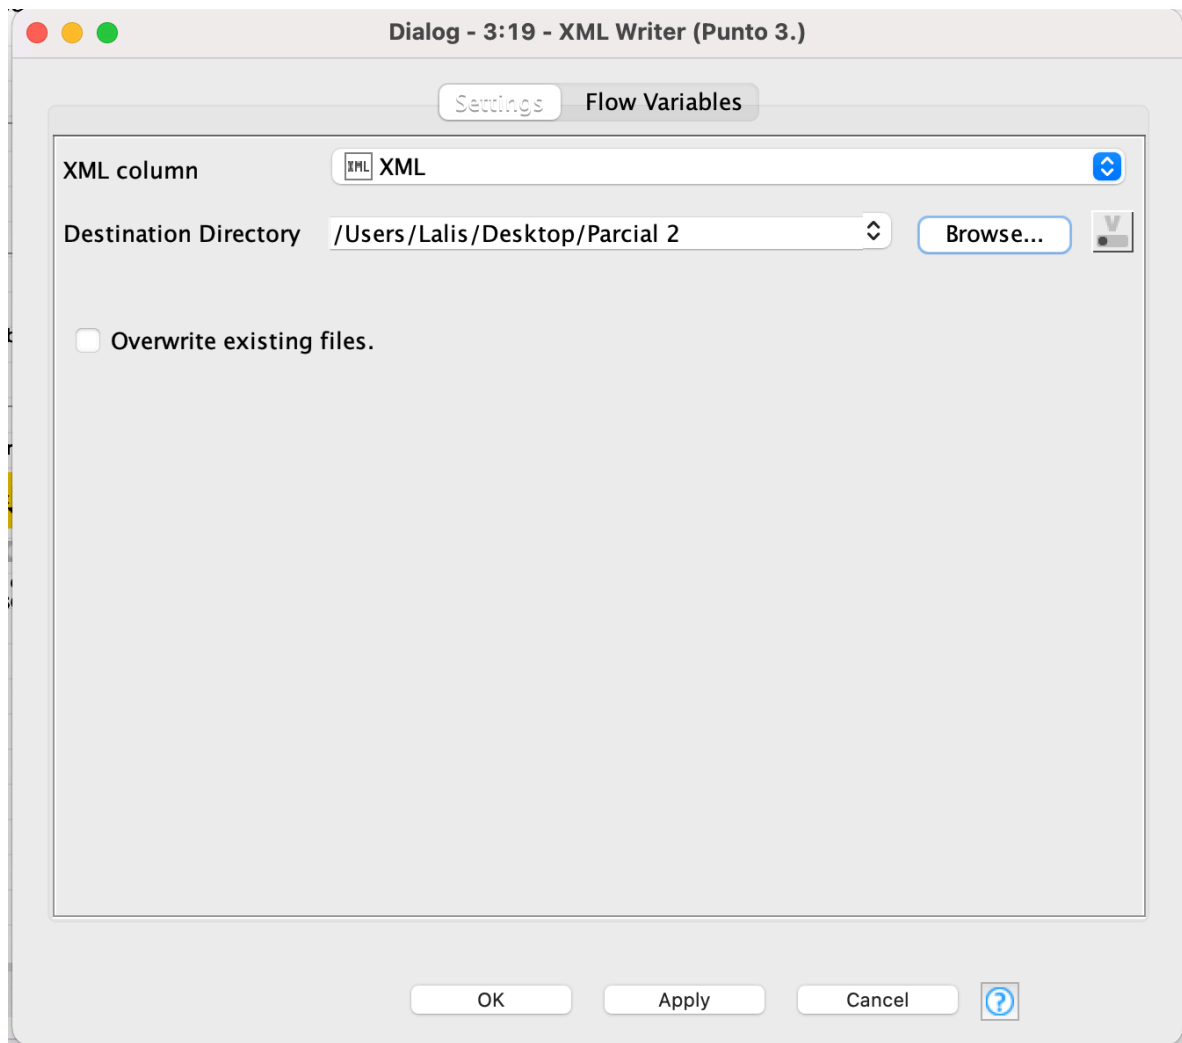 Dialog - 3:19 - XML Writer (Punto 3.)
Settings Flow Variables
XML column XML XML
Destination Directory /Users/Lalis/Desktop/Parcial 2 Browse... V
Overwrite existing files.
OK Apply Cancel ?